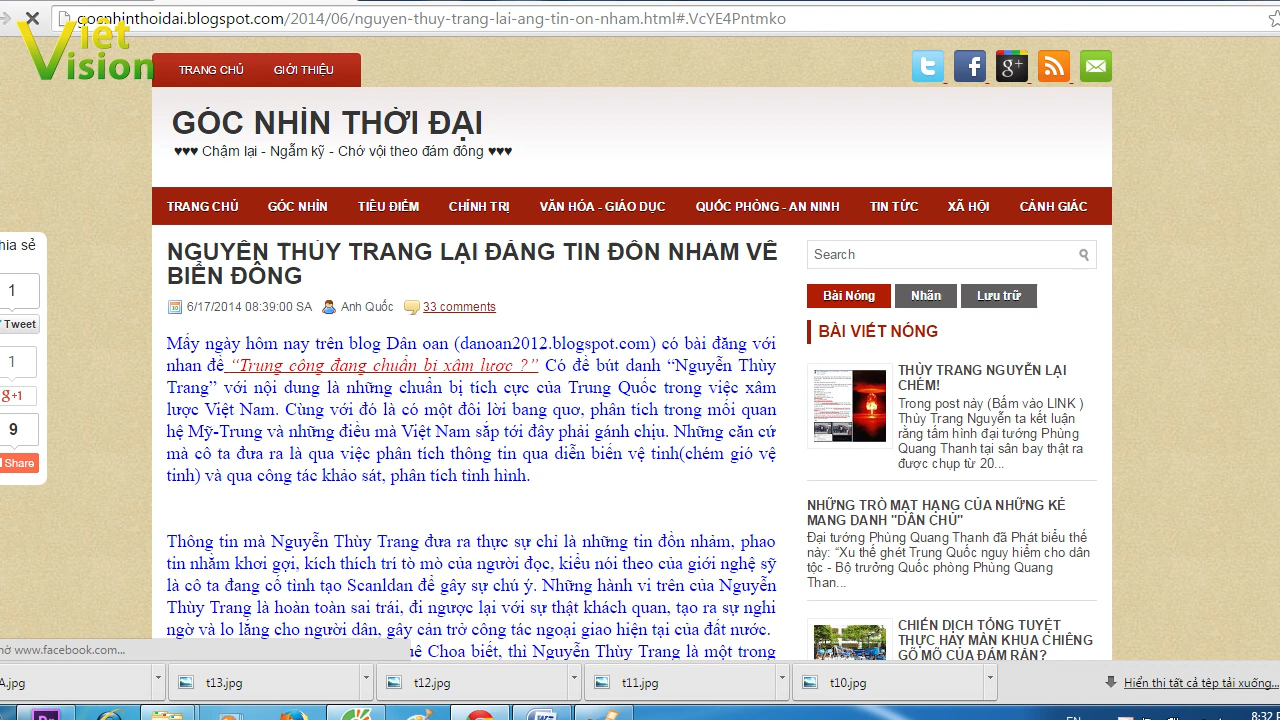 gocnhinthoidai.blogspot.com/2014/06/nguyen-thuy-trang-lai-ang-tin-on-nham.html#.VcYE4Pntmko
Việt
Vision
TRANG CHỦ GIỚI THIỆU
GÓC NHÌN THỜI ĐẠI
♥♥♥ Chậm lại - Ngẫm kỹ - Chớ vội theo đám đông ♥♥♥
TRANG CHỦ GÓC NHÌN TIÊU ĐIỂM CHÍNH TRỊ VĂN HÓA - GIÁO DỤC QUỐC PHÒNG - AN NINH TIN TỨC XÃ HỘI CẢNH GIÁC
hia sẻ
1
Tweet
1
g+1
9
Share
NGUYỄN THÙY TRANG LẠI ĐĂNG TIN ĐỒN NHẢM VỀ
BIỂN ĐÔNG
6/17/2014 08:39:00 SA Anh Quốc 33 comments
Mấy ngày hôm nay trên blog Dân oan (danoan2012.blogspot.com) có bài đăng với
nhan đề “Trung cộng đang chuẩn bị xâm lược ?” Có đề bút danh “Nguyễn Thùy
Trang” với nội dung là những chuẩn bị tích cực của Trung Quốc trong việc xâm
lược Việt Nam. Cùng với đó là có một đôi lời bang quơ, phân tích trong mối quan
hệ Mỹ-Trung và những điều mà Việt Nam sắp tới đây phải gánh chịu. Những căn cứ
mà cô ta đưa ra là qua việc phân tích thông tin qua diễn biến vệ tinh(chém gió vệ
tinh) và qua công tác khảo sát, phân tích tình hình.
Thông tin mà Nguyễn Thùy Trang đưa ra thực sự chỉ là những tin đồn nhảm, phao
tin nhằm khơi gợi, kích thích trí tò mò của người đọc, kiểu nói theo của giới nghệ sỹ
là cô ta đang cố tình tạo Scanldan để gây sự chú ý. Những hành vi trên của Nguyễn
Thùy Trang là hoàn toàn sai trái, đi ngược lại với sự thật khách quan, tạo ra sự nghi
ngờ và lo lắng cho người dân, gây cản trở công tác ngoại giao hiện tại của đất nước.
Choa biết, thì Nguyễn Thùy Trang là một trong
Search
Bài Nóng Nhãn Lưu trữ
BÀI VIẾT NÓNG
THÙY TRANG NGUYỄN LẠI
CHÉM!
Trong post này (Bấm vào LINK )
Thùy Trang Nguyễn ta kết luận
rằng tấm hình đại tướng Phùng
Quang Thanh tại sân bay thật ra
được chụp từ 20...
NHỮNG TRÒ MẠT HẠNG CỦA NHỮNG KẺ
MANG DANH "DÂN CHỦ"
Đại tướng Phùng Quang Thanh đã Phát biểu thế
này: “Xu thế ghét Trung Quốc nguy hiểm cho dân
tộc - Bộ trưởng Quốc phòng Phùng Quang
Than...
CHIẾN DỊCH TỔNG TUYỆT
THỰC HAY MÀN KHUA CHIÊNG
GÕ MÕ CỦA ĐÁM RẬN?
hờ www.facebook.com...
A.jpg t13.jpg t12.jpg t11.jpg t10.jpg Hiển thị tất cả tệp tải xuống...
EN 8:32